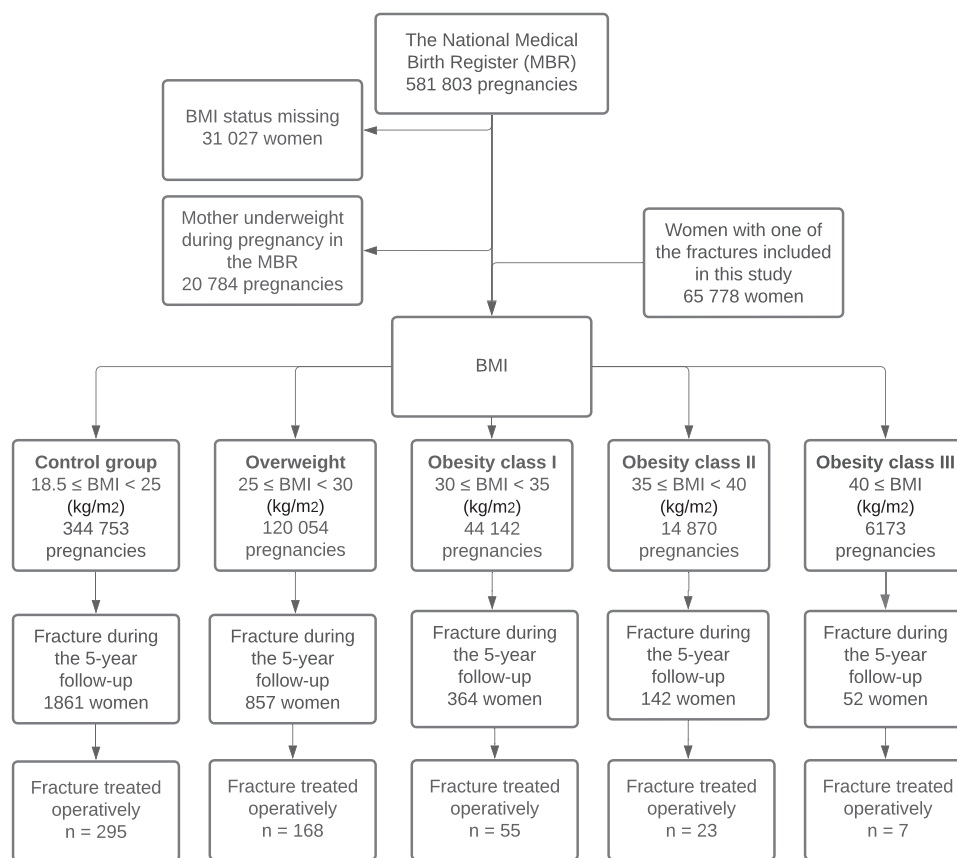 The National Medical
Birth Register (MBR)
581 803 pregnancies
BMI status missing
31 027 women
Mother underweight
during pregnancy in
the MBR
20 784 pregnancies
Women with one of
the fractures included
in this study
65 778 women
BMI
Control group
18.5 ≤ BMI < 25
(kg/m2)
344 753
pregnancies
Overweight
25 ≤ BMI < 30
(kg/m2)
120 054
pregnancies
Obesity class I
30 ≤ BMI < 35
(kg/m2)
44 142
pregnancies
Obesity class II
35 ≤ BMI < 40
(kg/m2)
14 870
pregnancies
Obesity class III
40 ≤ BMI
(kg/m2)
6173
pregnancies
Fracture during
the 5-year
follow-up
1861 women
Fracture during
the 5-year
follow-up
857 women
Fracture during
the 5-year
follow-up
364 women
Fracture during
the 5-year
follow-up
142 women
Fracture during
the 5-year
follow-up
52 women
Fracture treated
operatively
n = 295
Fracture treated
operatively
n = 168
Fracture treated
operatively
n = 55
Fracture treated
operatively
n = 23
Fracture treated
operatively
n = 7